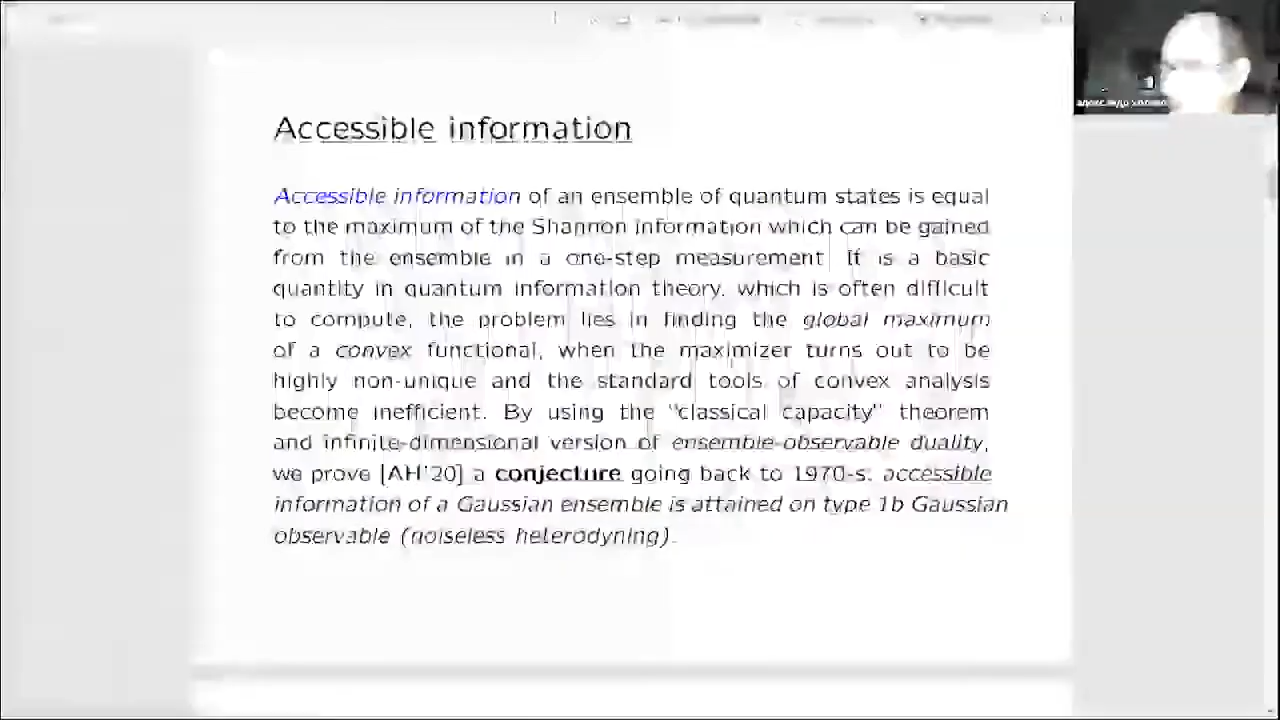 Accessible information
Accessible information of an ensemble of quantum states is equal
to the maximum of the Shannon information which can be gained
from the ensemble in a one-step measurement. It is a basic
quantity in quantum information theory, which is often difficult
to compute, the problem lies in finding the global maximum
of a convex functional, when the maximizer turns out to be
highly non-unique and the standard tools of convex analysis
become inefficient. By using the "classical capacity" theorem
and infinite-dimensional version of ensemble-observable duality,
we prove [AH'20] a conjecture going back to 1970-s: accessible
information of a Gaussian ensemble is attained on type 1b Gaussian
observable (noiseless heterodyning).